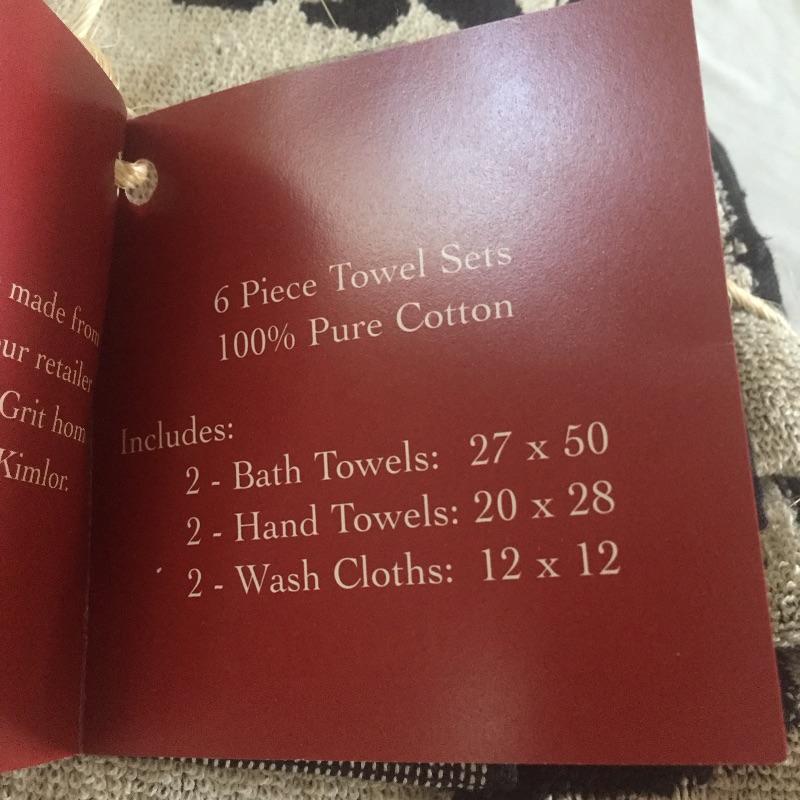 made from
ur retailer
Grit hom
Kimlor.
6 Piece Towel Sets
100% Pure Cotton
Includes:
2 - Bath Towels: 27 x 50
2 - Hand Towels: 20 x 28
2 - Wash Cloths: 12 x 12